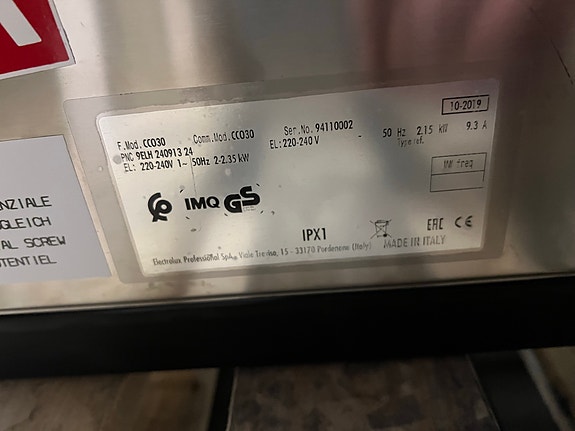 10-2019
F.Mod.CCO30 Comm.Mod.CCO30 Ser.No. 94110002
PNC 9ELH 240913 24
EL: 220-240V 1~ 50Hz 2-2.35 kW
EL:220-240 V 50 Hz 2.15 kW 9.3 A
Type ref.
MW freq
IMQ GS
IPX1
EAC CE
MADE IN ITALY
Electrolux Professional SpA, Viale Treviso, 15 - 33170 Pordenone (Italy)
NZIALE
GLEICH
AL SCREW
OTENTIEL